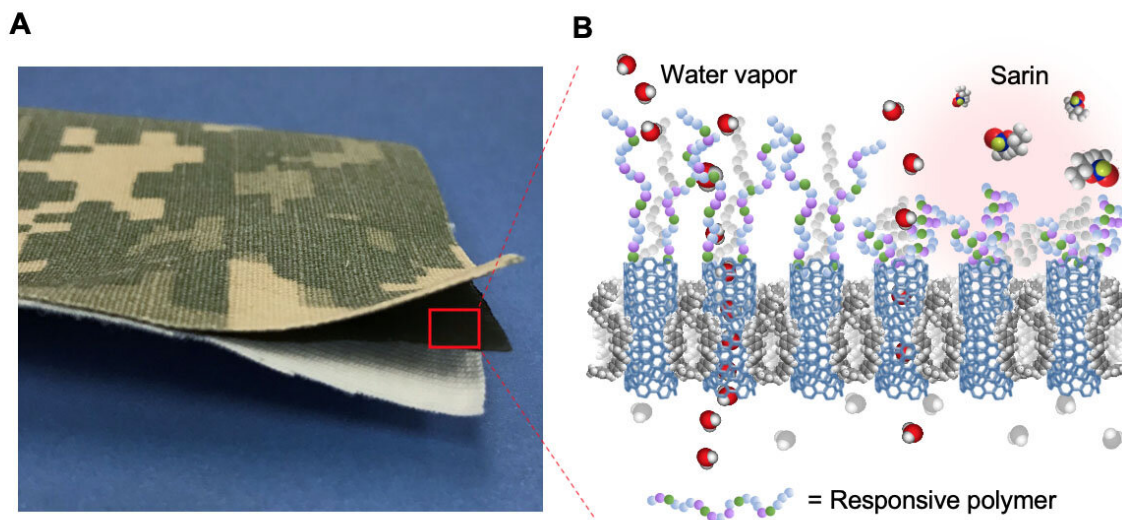 A
B
Water vapor
Sarin
= Responsive polymer